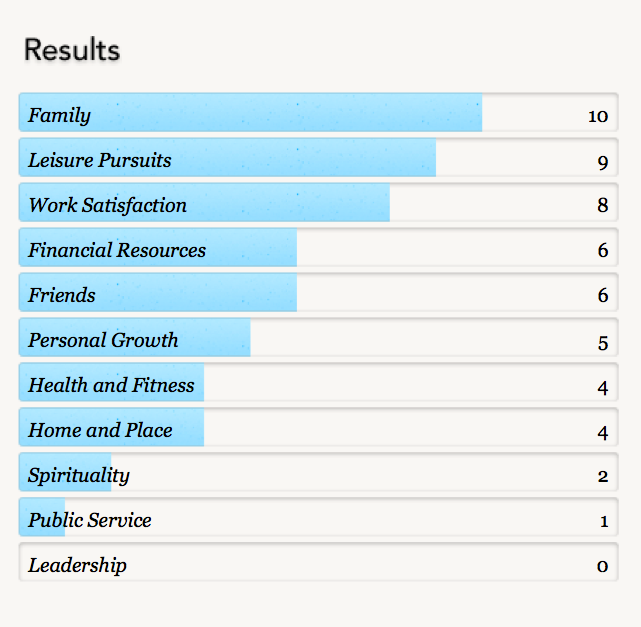 Results
Family 10
Leisure Pursuits 9
Work Satisfaction 8
Financial Resources 6
Friends 6
Personal Growth 5
Health and Fitness 4
Home and Place 4
Spirituality 2
Public Service 1
Leadership 0